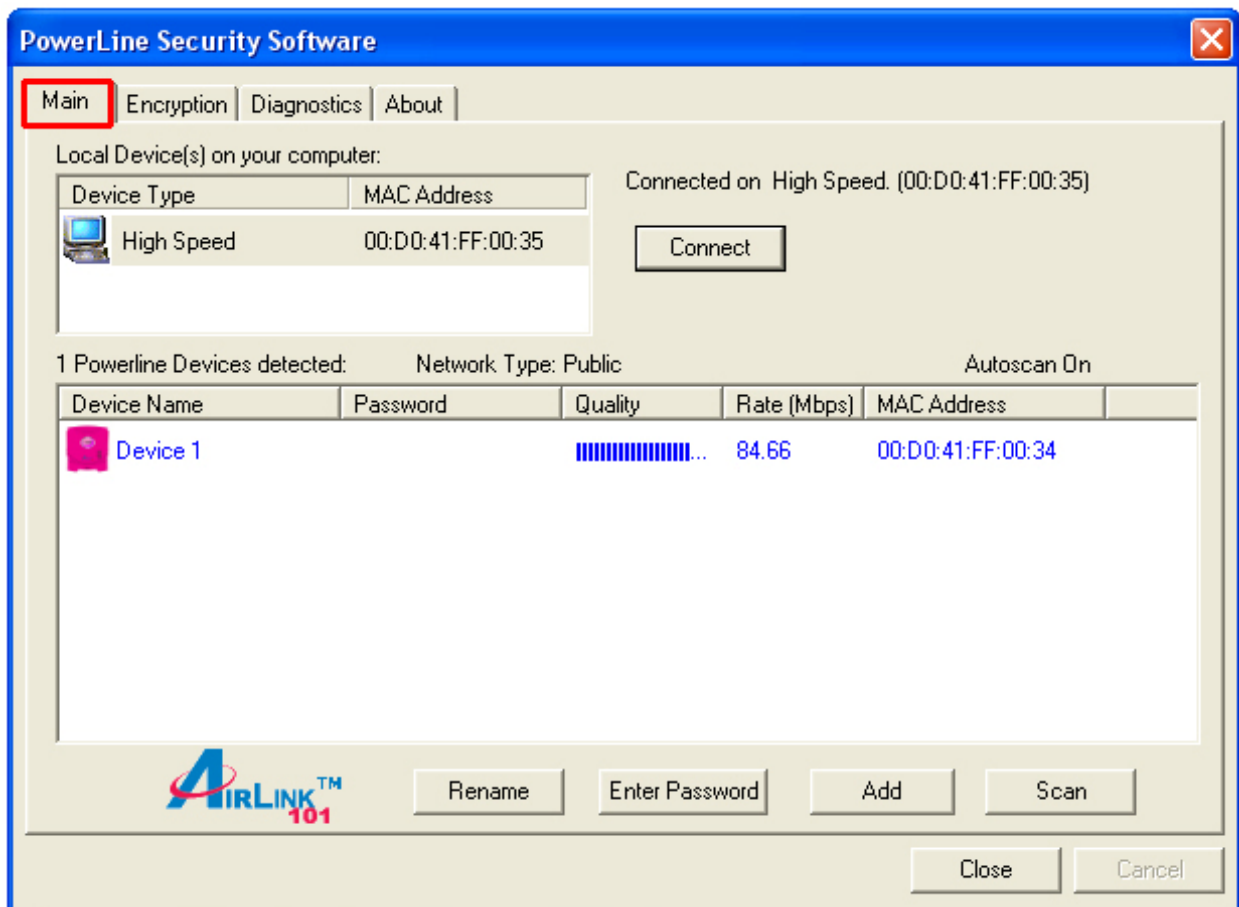 PowerLine Security Software
Main Encryption Diagnostics About
Local Device(s) on your computer:
Device Type MAC Address
High Speed 00:D0:41:FF:00:35
Connected on High Speed. (00:D0:41:FF:00:35)
Connect
1 Powerline Devices detected: Network Type: Public Autoscan On
Device Name Password Quality Rate (Mbps) MAC Address
Device 1 ... 84.66 00:D0:41:FF:00:34
AIRLINK™
101
Rename Enter Password Add Scan
Close Cancel